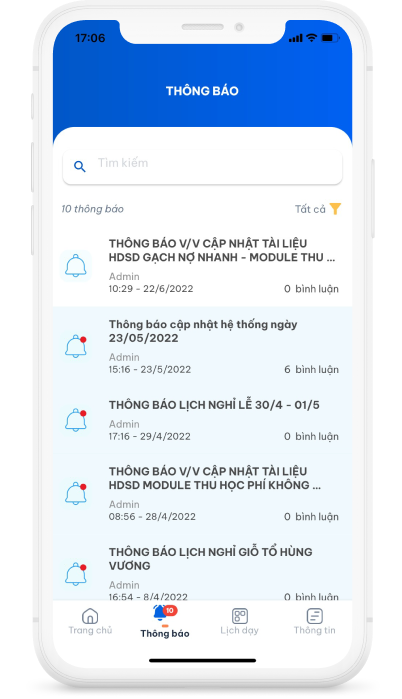 17:06
THÔNG BÁO
Tìm kiếm
10 thông báo
Tất cả
THÔNG BÁO V/V CẬP NHẬT TÀI LIỆU
HDSD GẠCH NỢ NHANH - MODULE THU ...
Admin
10:29 - 22/6/2022
0 bình luận
Thông báo cập nhật hệ thống ngày
23/05/2022
Admin
15:16 - 23/5/2022
6 bình luận
THÔNG BÁO LỊCH NGHỈ LỄ 30/4 - 01/5
Admin
17:16 - 29/4/2022
0 bình luận
THÔNG BÁO V/V CẬP NHẬT TÀI LIỆU
HDSD MODULE THU HỌC PHÍ KHÔNG ...
Admin
08:56 - 28/4/2022
0 bình luận
THÔNG BÁO LỊCH NGHỈ GIỖ TỔ HÙNG
VƯƠNG
Admin
16:54 - 8/4/2022
0 bình luận
10
Trang chủ
Thông báo
Lịch dạy
Thông tin